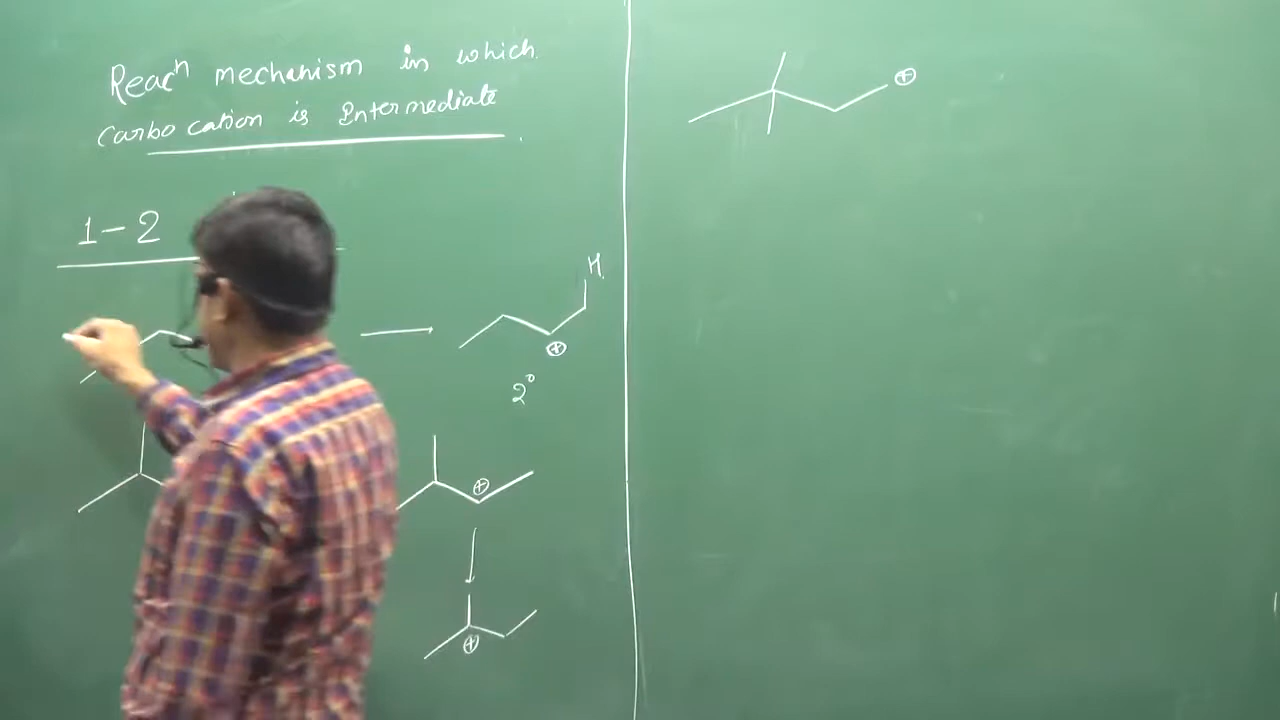 Reacn mechanism in which
Carbo cation is Intermediate
1-2
H
⊕
2°
⊕
⊕
⊕